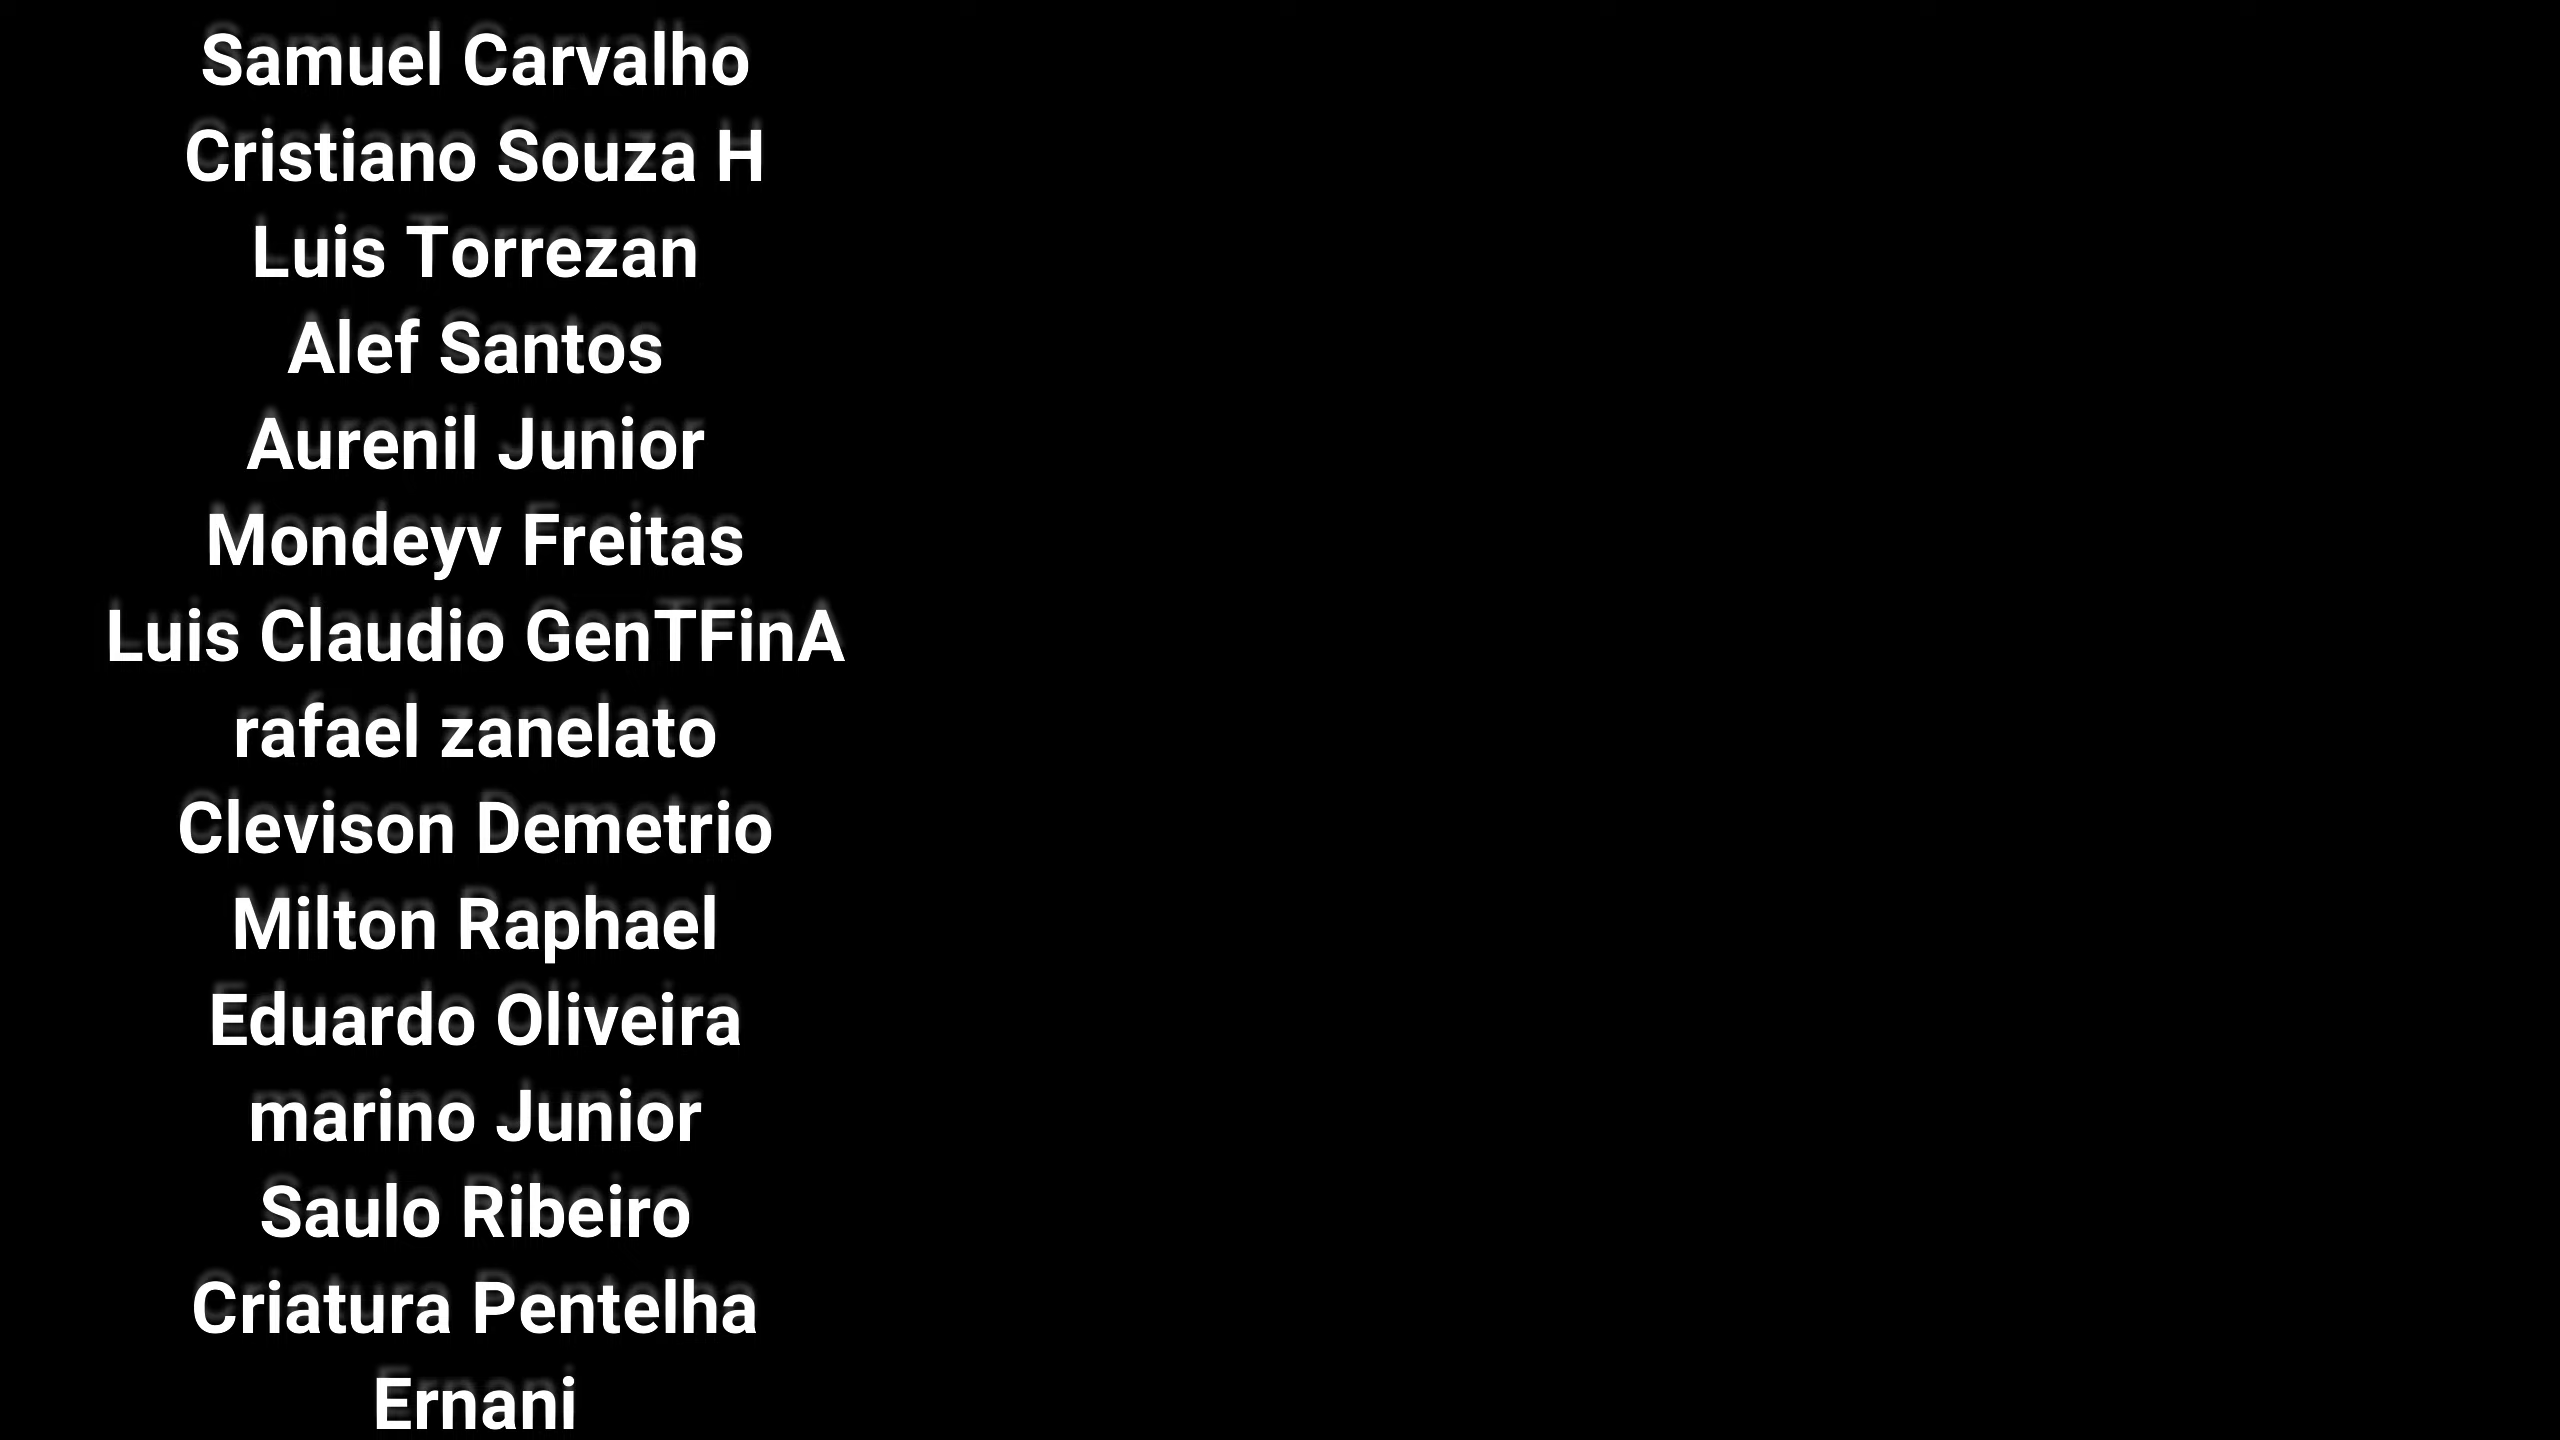 Samuel Carvalho
Cristiano Souza H
Luis Torrezan
Alef Santos
Aurenil Junior
Mondeyv Freitas
Luis Claudio GenTFinA
rafael zanelato
Clevison Demetrio
Milton Raphael
Eduardo Oliveira
marino Junior
Saulo Ribeiro
Criatura Pentelha
Ernani